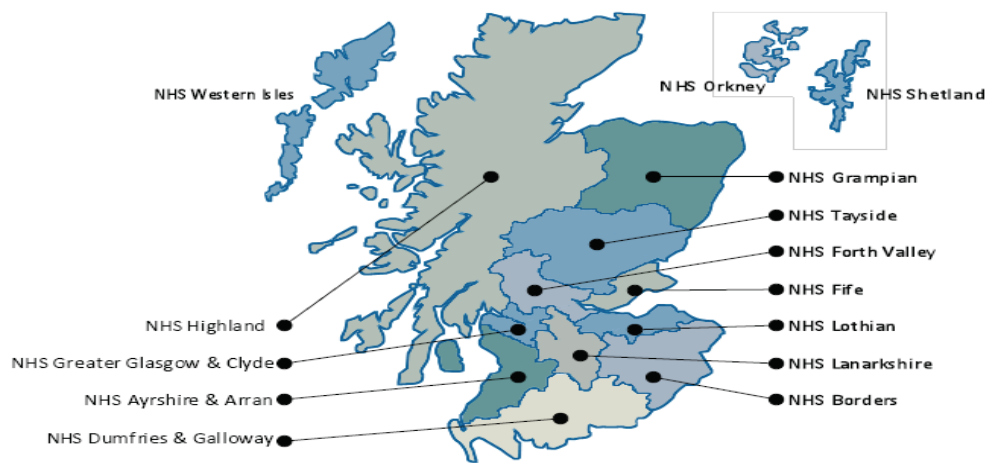 NHS Western Isles
NHS Orkney
NHS Shetland
NHS Grampian
NHS Tayside
NHS Forth Valley
NHS Fife
NHS Highland
NHS Lothian
NHS Greater Glasgow & Clyde
NHS Lanarkshire
NHS Ayrshire & Arran
NHS Borders
NHS Dumfries & Galloway